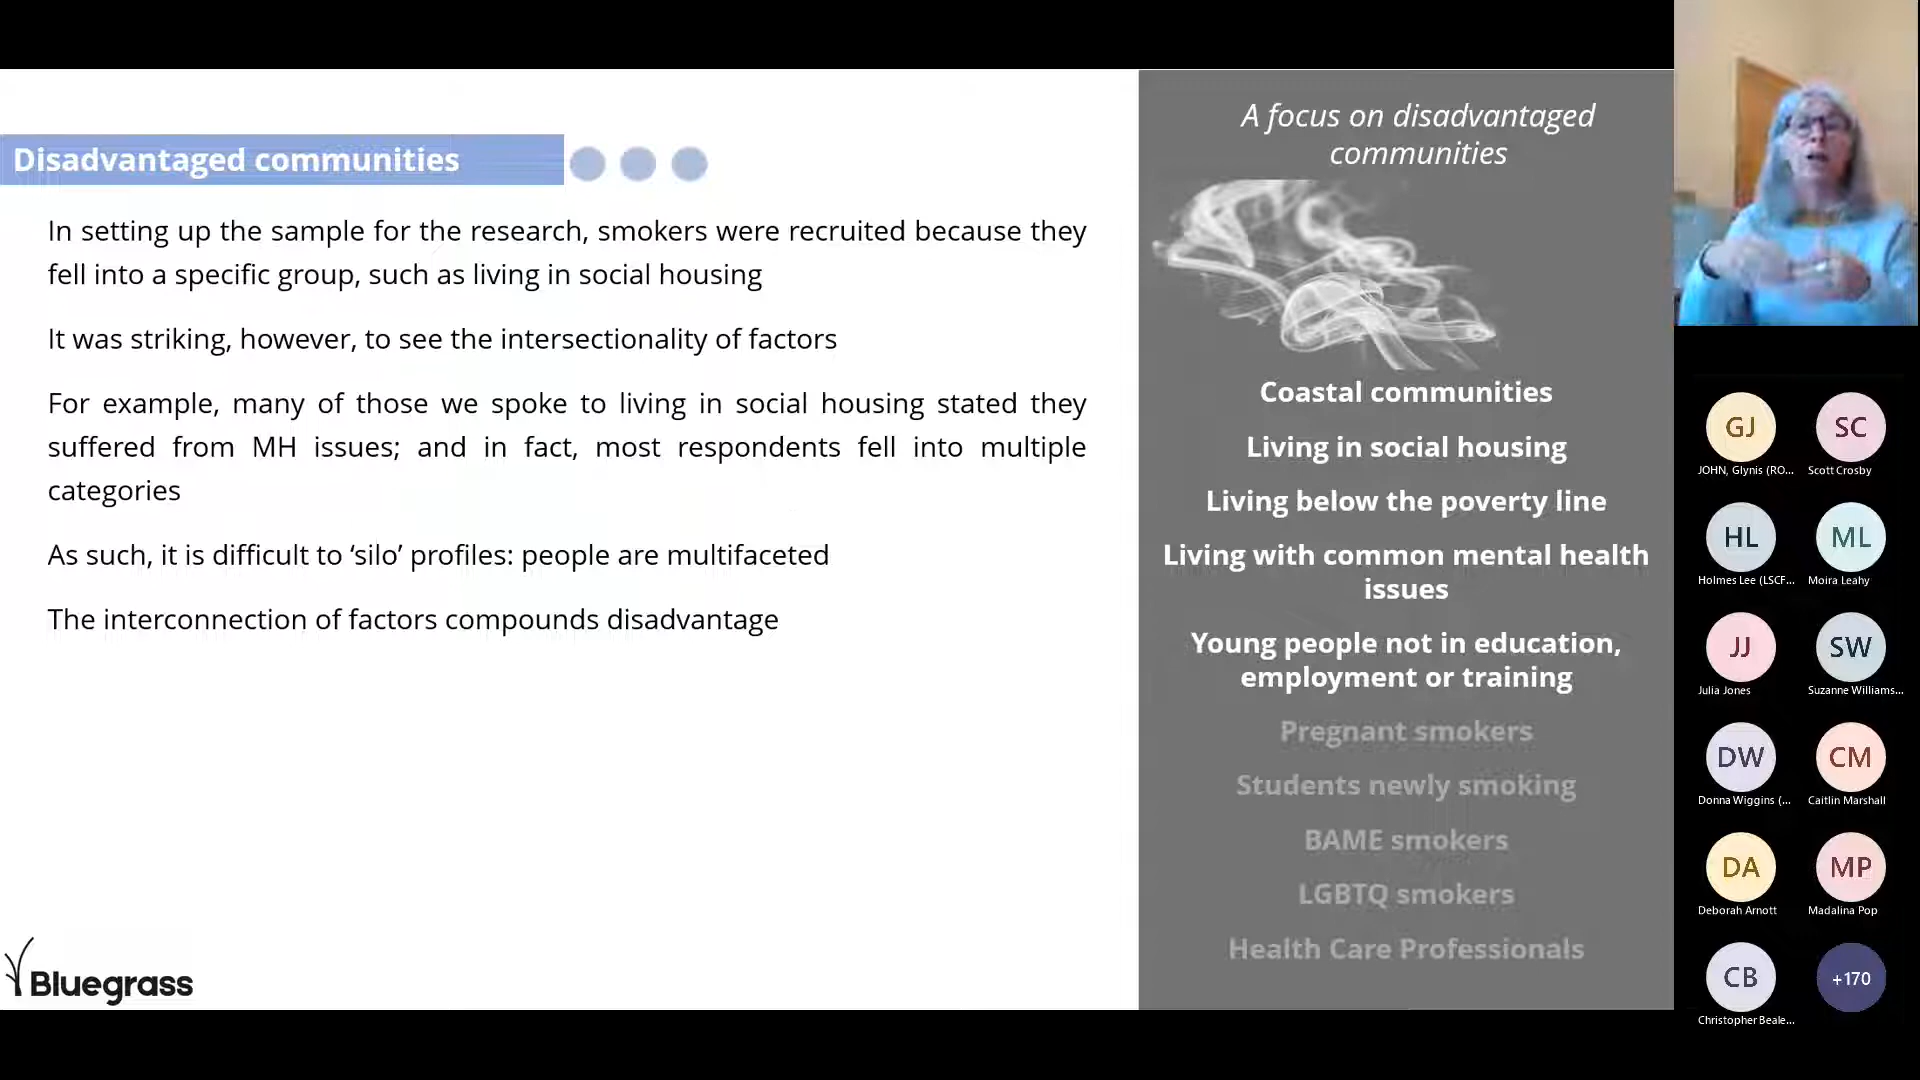 Disadvantaged communities
In setting up the sample for the research, smokers were recruited because they
fell into a specific group, such as living in social housing
It was striking, however, to see the intersectionality of factors
For example, many of those we spoke to living in social housing stated they
suffered from MH issues; and in fact, most respondents fell into multiple
categories
As such, it is difficult to ‘silo’ profiles: people are multifaceted
The interconnection of factors compounds disadvantage
Bluegrass
A focus on disadvantaged
communities
Coastal communities
Living in social housing
Living below the poverty line
Living with common mental health
issues
Young people not in education,
employment or training
Pregnant smokers
Students newly smoking
BAME smokers
LGBTQ smokers
Health Care Professionals
GJ
JOHN, Glynis (RO...
SC
Scott Crosby
HL
Holmes Lee (LSCF...
ML
Moira Leahy
JJ
Julia Jones
SW
Suzanne Williams...
DW
Donna Wiggins (...
CM
Caitlin Marshall
DA
Deborah Arnott
MP
Madalina Pop
CB
Christopher Beale...
+170